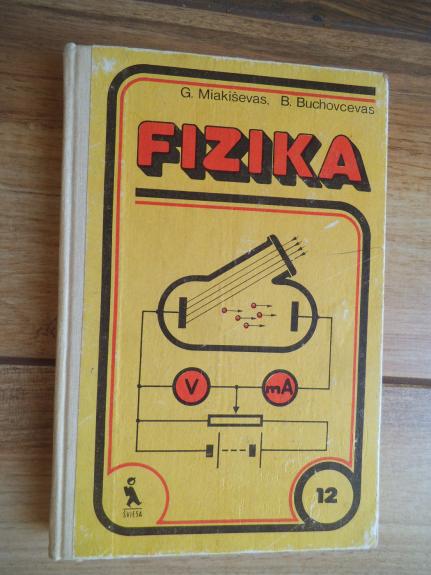 G. Miakiševas, B. Buchovcevas
FIZIKA
V
mA
ŠVIESA
12